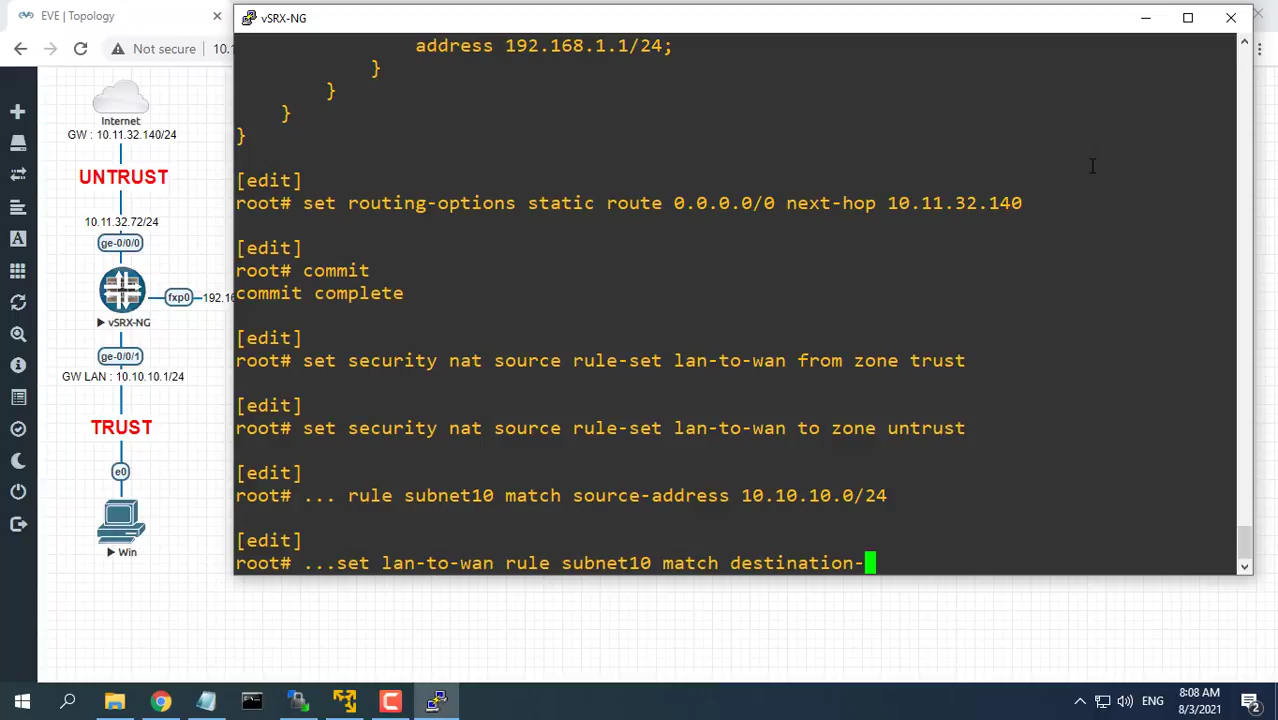 EVE | Topology
vSRX-NG
Not secure
10.1
address 192.168.1.1/24;
}
}
}
}
[edit]
root# set routing-options static route 0.0.0.0/0 next-hop 10.11.32.140
[edit]
root# commit
commit complete
[edit]
root# set security nat source rule-set lan-to-wan from zone trust
[edit]
root# set security nat source rule-set lan-to-wan to zone untrust
[edit]
root# ... rule subnet10 match source-address 10.10.10.0/24
[edit]
root# ...set lan-to-wan rule subnet10 match destination-
Internet
GW : 10.11.32.140/24
UNTRUST
10.11.32.72/24
ge-0/0/0
fxp0
192.16
vSRX-NG
ge-0/0/1
GW LAN : 10.10.10.1/24
TRUST
e0
Win
A
ENG
8:08 AM
8/3/2021
2